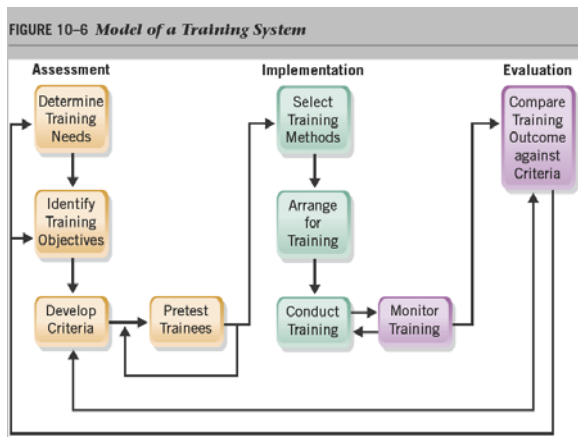 FIGURE 10–6 Model of a Training System
Assessment
Implementation
Evaluation
Determine
Training
Needs
Identify
Training
Objectives
Develop
Criteria
Pretest
Trainees
Select
Training
Methods
Arrange
for
Training
Conduct
Training
Monitor
Training
Compare
Training
Outcome
against
Criteria